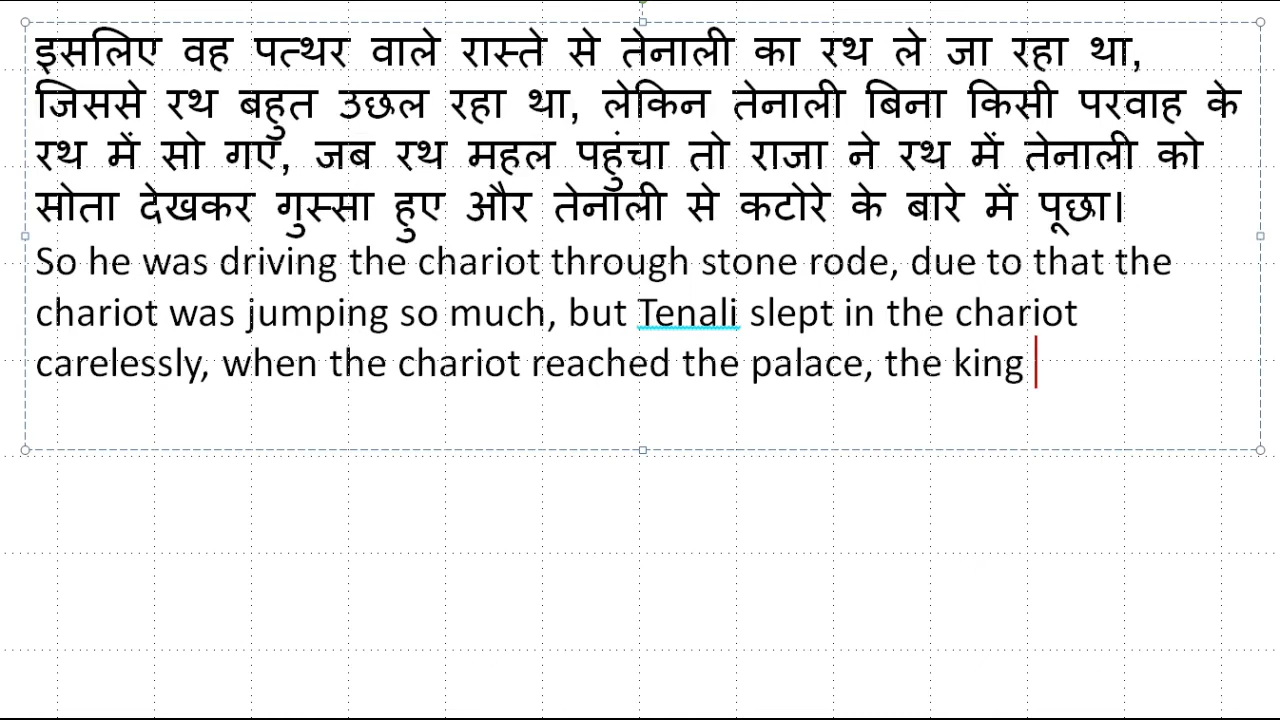 इसलिए वह पत्थर वाले रास्ते से तेनाली का रथ ले जा रहा था,
जिससे रथ बहुत उछल रहा था, लेकिन तेनाली बिना किसी परवाह के
रथ में सो गए, जब रथ महल पहुंचा तो राजा ने रथ में तेनाली को
सोता देखकर गुस्सा हुए और तेनाली से कटोरे के बारे में पूछा।
So he was driving the chariot through stone rode, due to that the
chariot was jumping so much, but Tenali slept in the chariot
carelessly, when the chariot reached the palace, the king